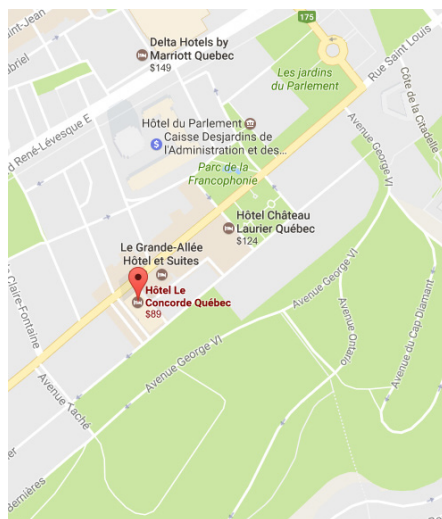 175
Saint-Jean
Delta Hotels by
Marriott Quebec
$149
Les jardins
du Parlement
Rue Saint Louis
Côte de la Citadelle
d René-Lévesque E
Hôtel du Parlement
Caisse Desjardins de
l'Administration et des...
$
Avenue George VI
Parc de la
Francophonie
Hôtel Château
Laurier Québec
$124
Le Grande-Allée
Hôtel et Suites
Hôtel Le
Concorde Québec
$89
Avenue George VI
e Claire-Fontaine
Avenue Ontario
Avenue du Cap Diamant
Avenue George VI
Avenue Taché
Bernières